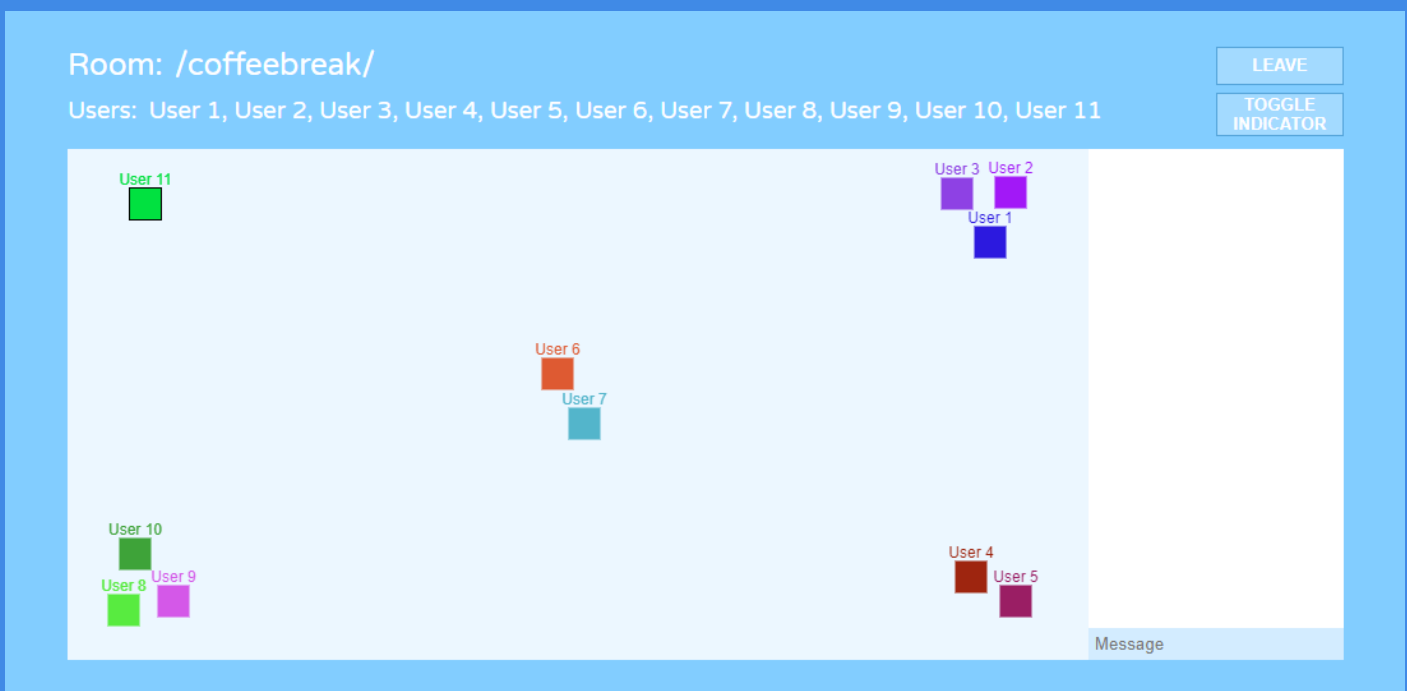 Room: /coffeebreak/
LEAVE
Users: User 1, User 2, User 3, User 4, User 5, User 6, User 7, User 8, User 9, User 10, User 11
TOGGLE
INDICATOR
User 11
User 3
User 2
User 1
User 6
User 7
User 10
User 8
User 9
User 4
User 5
Message